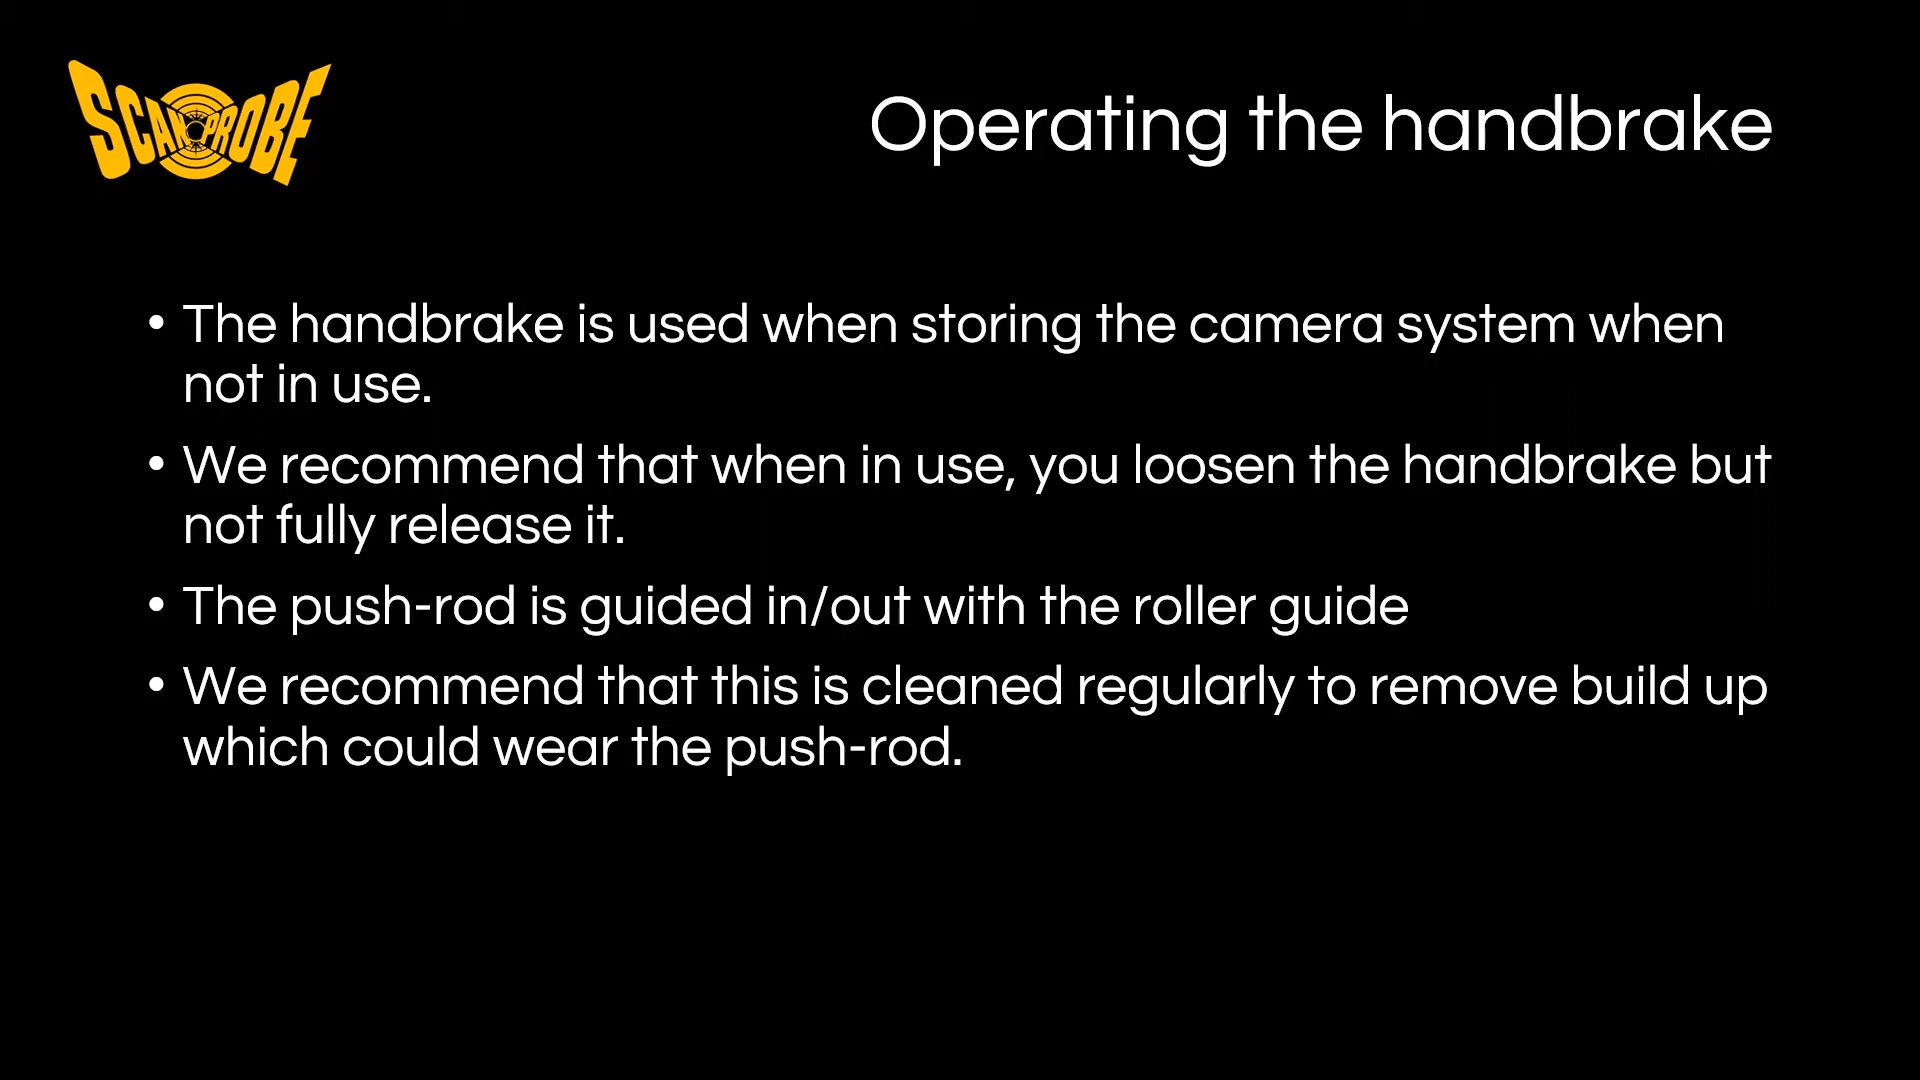 SCANPROBE
Operating the handbrake
• The handbrake is used when storing the camera system when
not in use.
• We recommend that when in use, you loosen the handbrake but
not fully release it.
• The push-rod is guided in/out with the roller guide
• We recommend that this is cleaned regularly to remove build up
which could wear the push-rod.